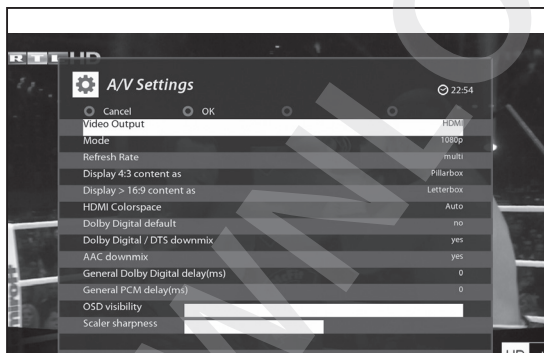 RTL HD
A/V Settings
22:54
Cancel OK
Video Output HDMI
Mode 1080p
Refresh Rate multi
Display 4:3 content as Pillarbox
Display > 16:9 content as Letterbox
HDMI Colorspace Auto
Dolby Digital default no
Dolby Digital / DTS downmix yes
AAC downmix yes
General Dolby Digital delay(ms) 0
General PCM delay(ms) 0
OSD visibility
Scaler sharpness
HD